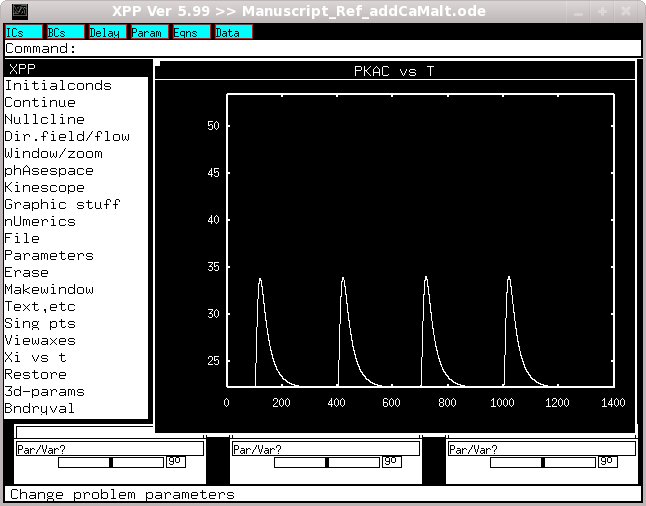 XPP Ver 5.99 >> Manuscript_Ref_addCaMalt.ode
ICs BCs Delay Param Eqns Data
Command:
XPP
Initialconds
Continue
Nullcline
Dir.field/flow
Window/zoom
phAsespace
Kinescope
Graphic stuff
nUmerics
File
Parameters
Erase
Makewindow
Text,etc
Sing pts
Viewaxes
Xi vs t
Restore
3d-params
Bndryval
PKAC vs T
50
45
40
35
30
25
0 200 400 600 800 1000 1200 1400
Par/Var? Par/Var? Par/Var?
go go go
Change problem parameters